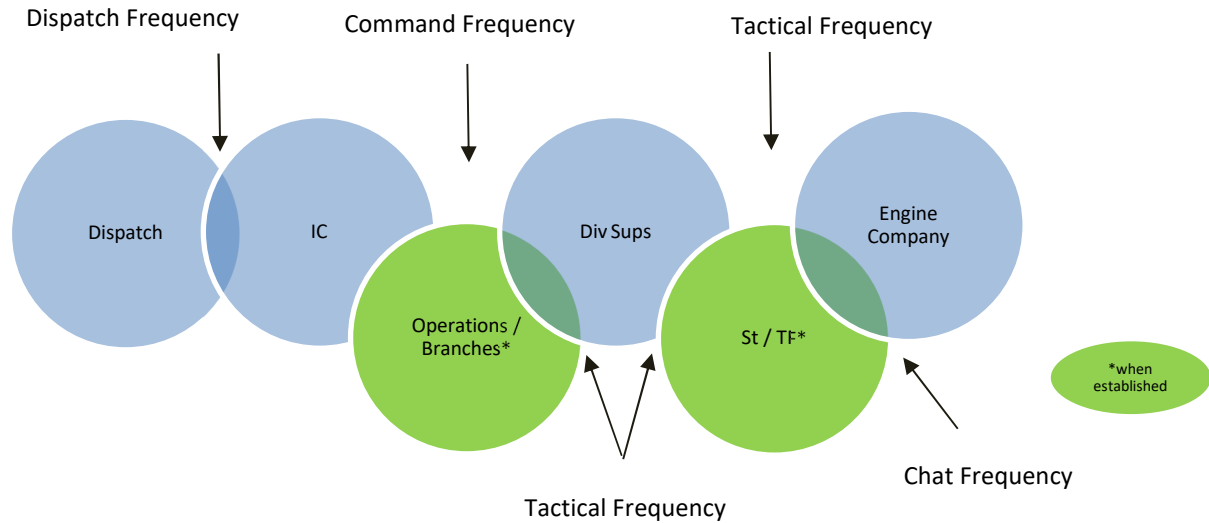 Dispatch Frequency
Command Frequency
Tactical Frequency
Dispatch
IC
Operations /
Branches*
Div Sups
St / TF*
Engine
Company
*when
established
Chat Frequency
Tactical Frequency